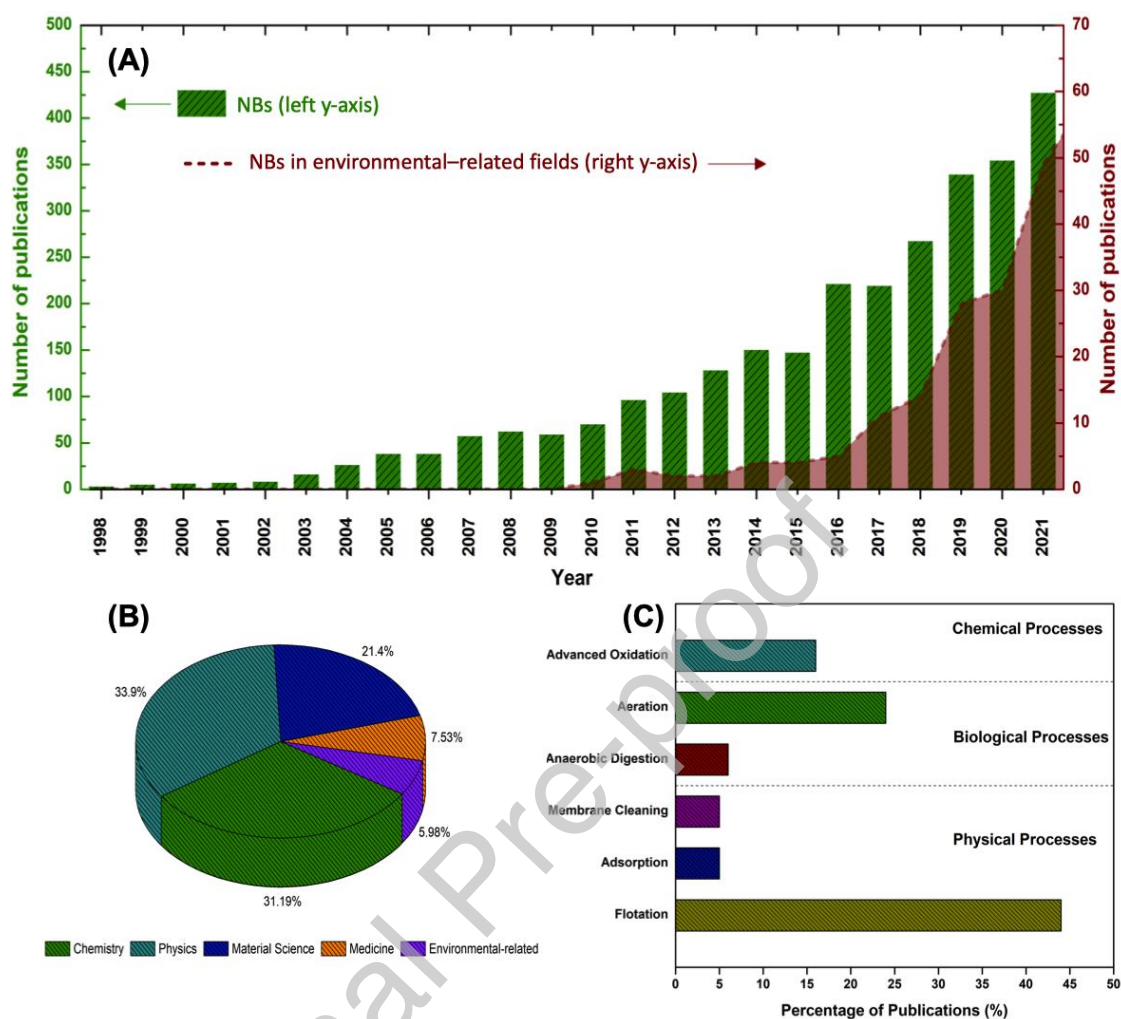 (A)
NBs (left y-axis)
NBs in environmental–related fields (right y-axis)
Number of publications
500
450
400
350
300
250
200
150
100
50
0
70
60
50
40
30
20
10
0
Number of publications
1998
1999
2000
2001
2002
2003
2004
2005
2006
2007
2008
2009
2010
2011
2012
2013
2014
2015
2016
2017
2018
2019
2020
2021
Year
(B)
33.9%
21.4%
7.53%
5.98%
31.19%
Chemistry
Physics
Material Science
Medicine
Environmental-related
(C)
Chemical Processes
Advanced Oxidation
Aeration
Biological Processes
Anaerobic Digestion
Membrane Cleaning
Physical Processes
Adsorption
Flotation
0 5 10 15 20 25 30 35 40 45 50
Percentage of Publications (%)
Pre-proof